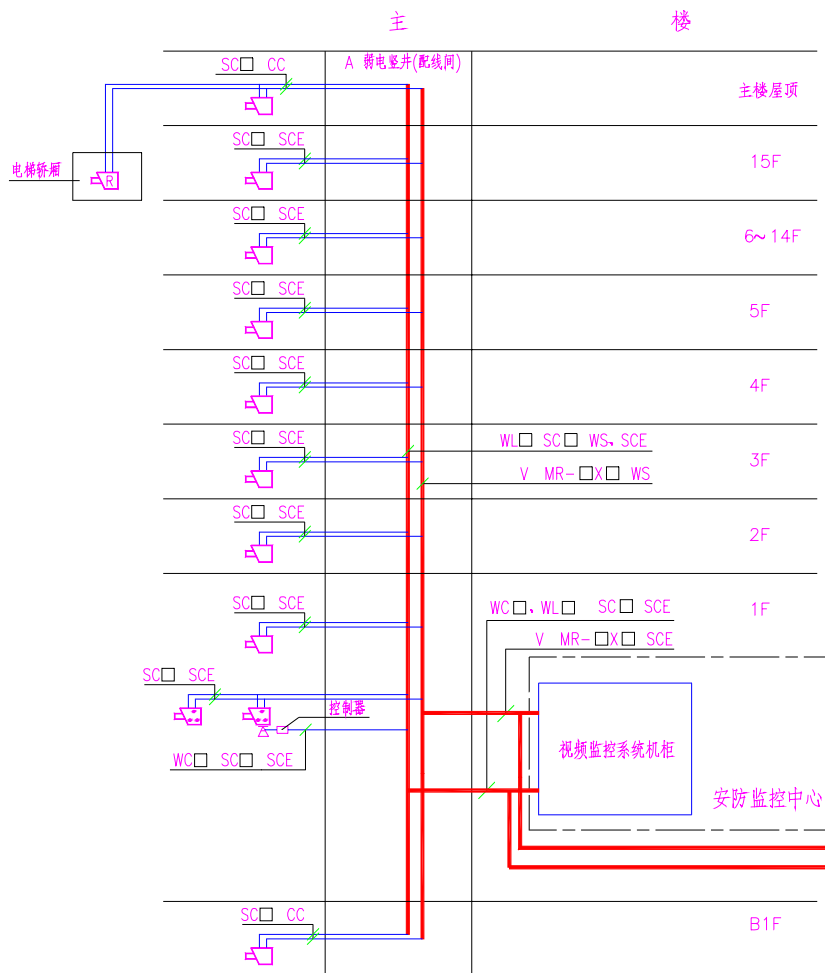 主 楼
SC□ CC
A 弱电竖井(配线间)
主楼屋顶
电梯轿厢
R
SC□ SCE
15F
SC□ SCE
6~14F
SC□ SCE
5F
SC□ SCE
4F
SC□ SCE
WL□ SC□ WS、SCE
3F
V MR-□X□ WS
SC□ SCE
2F
SC□ SCE
WC□、WL□ SC□ SCE
1F
V MR-□X□ SCE
SC□ SCE
控制器
WC□ SC□ SCE
视频监控系统机柜
安防监控中心
SC□ CC
B1F